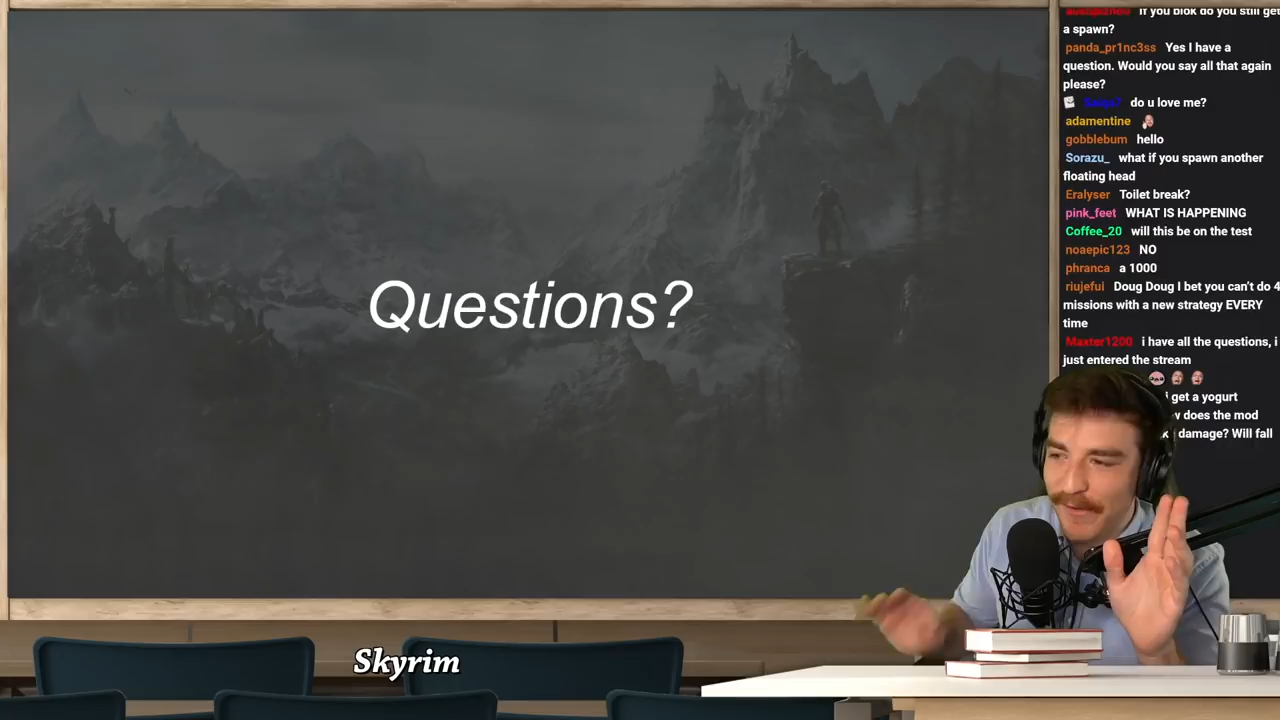 if you blok do you still get
a spawn?
panda_pr1nc3ss Yes I have a
question. Would you say all that again
please?
do u love me?
adamentine
gobblebum hello
Sorazu_ what if you spawn another
floating head
Eralyser Toilet break?
pink_feet WHAT IS HAPPENING
Coffee_20 will this be on the test
noaepic123 NO
phranca a 1000
riujefui Doug Doug I bet you can't do 4
missions with a new strategy EVERY
time
Maxter1200 i have all the questions, i
just entered the stream
get a yogurt
does the mod
damage? Will fall
Questions?
Skyrim